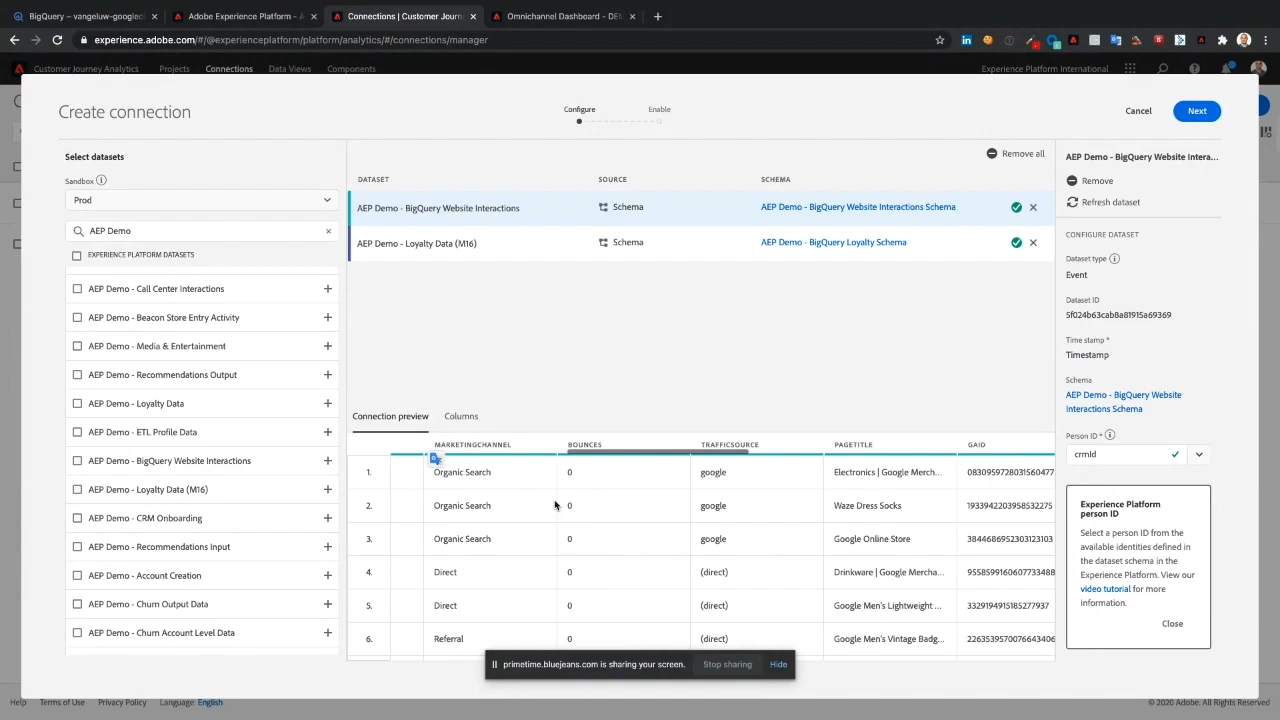 BigQuery – vangeluw-googlecl
Adobe Experience Platform - A
Connections | Customer Journe
Omnichannel Dashboard - DEM
experience.adobe.com/#/@experienceplatform/platform/analytics/#/connections/manager
Customer Journey Analytics Projects Connections Data Views Components Experience Platform International
Create connection
Configure Enable
Cancel Next
Select datasets
Sandbox
Prod
AEP Demo
EXPERIENCE PLATFORM DATASETS
AEP Demo - Call Center Interactions
AEP Demo - Beacon Store Entry Activity
AEP Demo - Media & Entertainment
AEP Demo - Recommendations Output
AEP Demo - Loyalty Data
AEP Demo - ETL Profile Data
AEP Demo - BigQuery Website Interactions
AEP Demo - Loyalty Data (M16)
AEP Demo - CRM Onboarding
AEP Demo - Recommendations Input
AEP Demo - Account Creation
AEP Demo - Churn Output Data
AEP Demo - Churn Account Level Data
Remove all
DATASET SOURCE SCHEMA
AEP Demo - BigQuery Website Interactions Schema AEP Demo - BigQuery Website Interactions Schema
AEP Demo - Loyalty Data (M16) Schema AEP Demo - BigQuery Loyalty Schema
Connection preview Columns
MARKETINGCHANNEL BOUNCES TRAFFICSOURCE PAGETITLE GAID
1. Organic Search 0 google Electronics | Google Merch... 0830959728031560477
2. Organic Search 0 google Waze Dress Socks 1933942203958532275
3. Organic Search 0 google Google Online Store 3844686952303123103
4. Direct 0 (direct) Drinkware | Google Mercha... 9558599160607733488
5. Direct 0 (direct) Google Men's Lightweight ... 3329194915185277937
6. Referral 0 (direct) Google Men's Vintage Badg... 2263539570076643406
AEP Demo - BigQuery Website Intera...
Remove
Refresh dataset
CONFIGURE DATASET
Dataset type
Event
Dataset ID
5f024b63cab8a81915a69369
Time stamp *
Timestamp
Schema
AEP Demo - BigQuery Website
Interactions Schema
Person ID *
crmId
Experience Platform
person ID
Select a person ID from the
available identities defined in
the dataset schema in the
Experience Platform. View our
video tutorial for more
information.
Close
primetime.bluejeans.com is sharing your screen. Stop sharing Hide
Help Terms of Use Privacy Policy Language: English © 2020 Adobe. All Rights Reserved